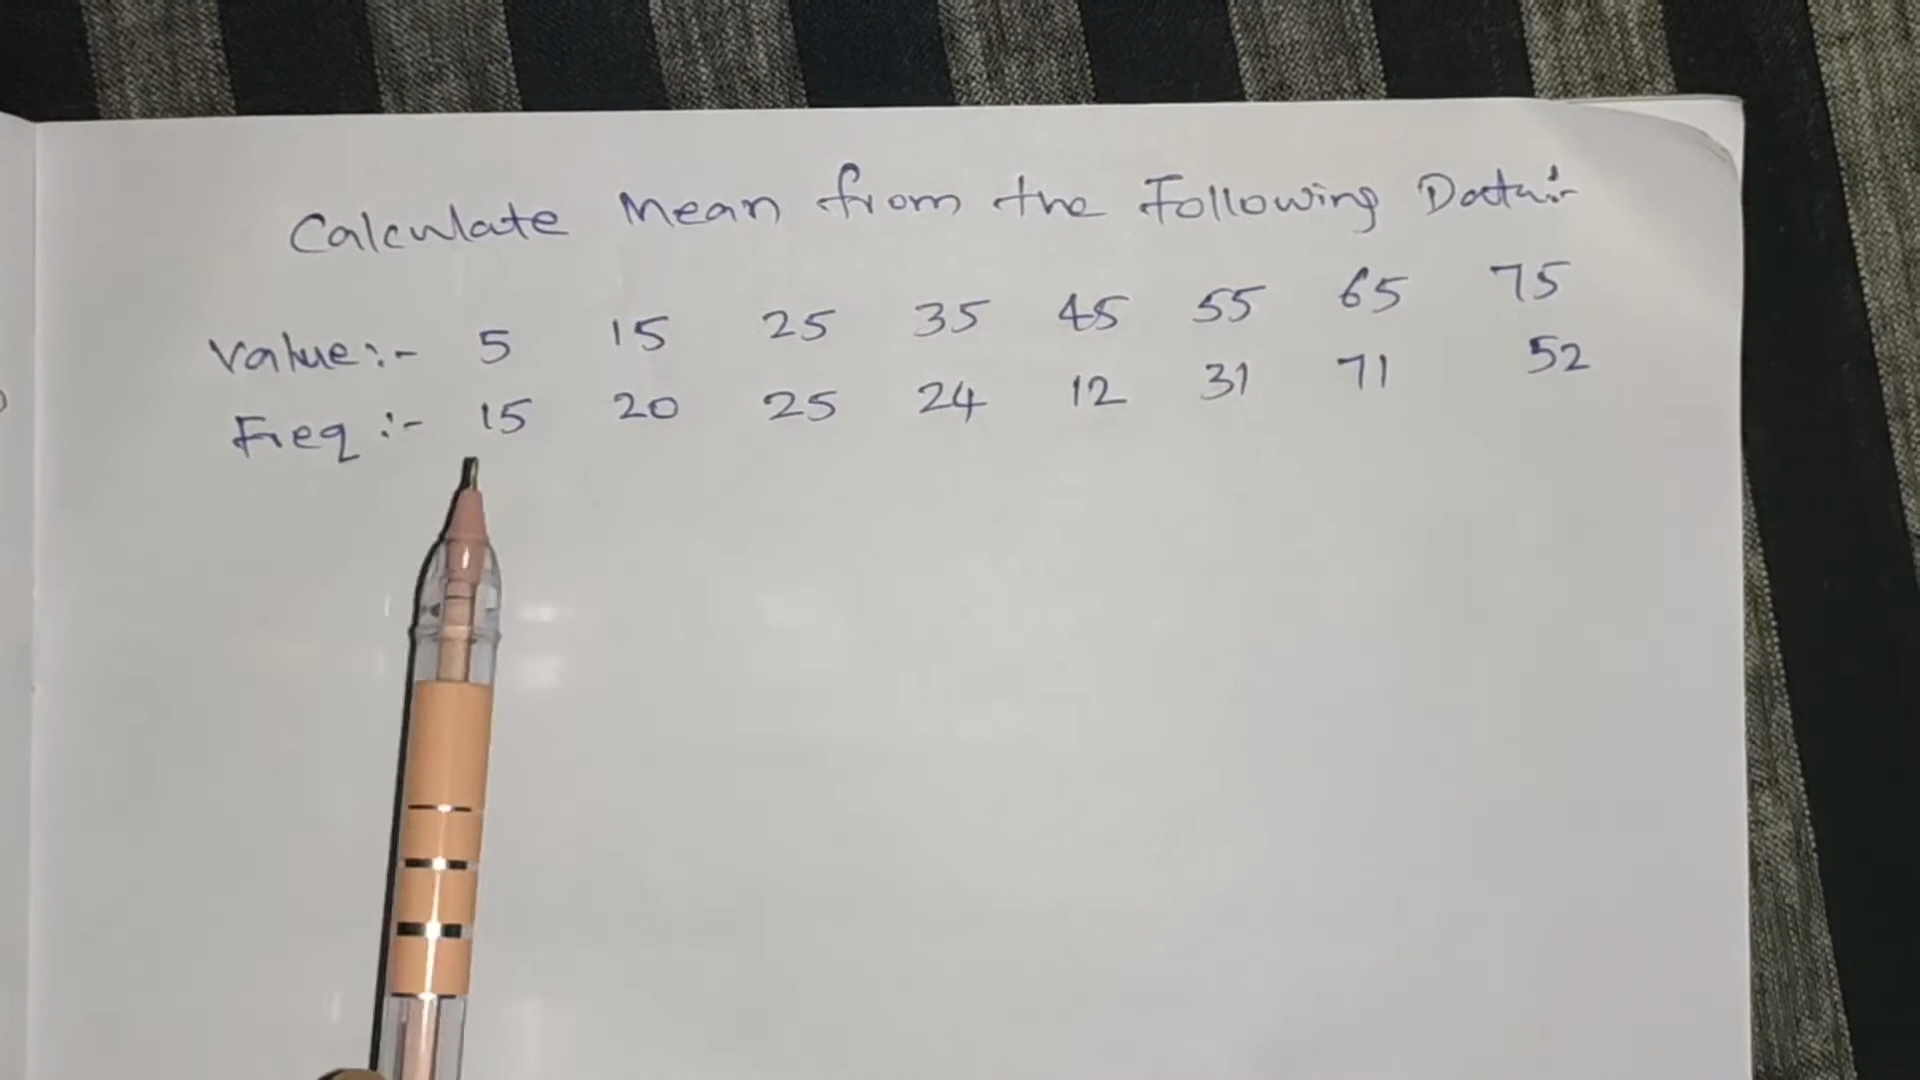 Calculate Mean from the Following Data:-
Value:- 5 15 25 35 45 55 65 75
Freq:- 15 20 25 24 12 31 71 52